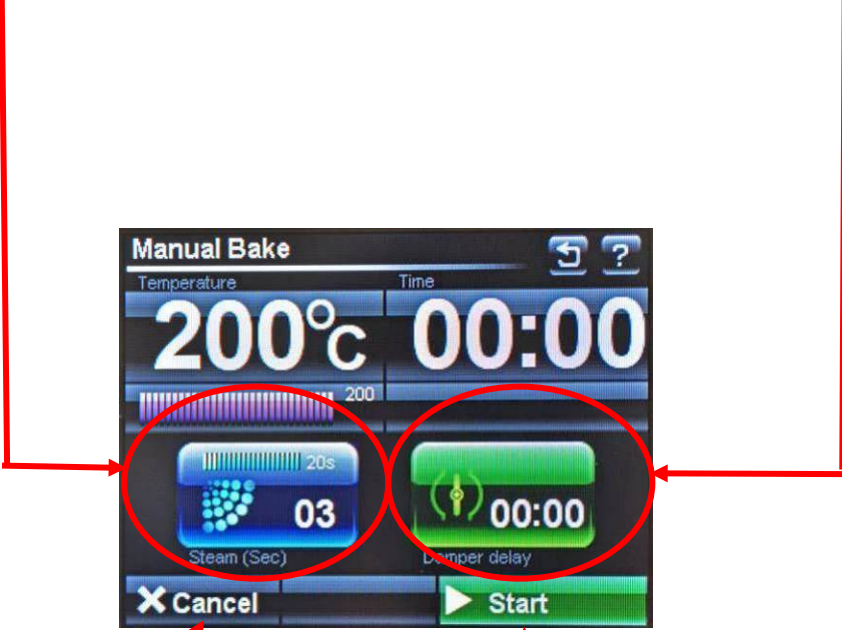 Manual Bake ?
Temperature Time
200°C 00:00
200
20s
03 00:00
Steam (Sec) Damper delay
Cancel Start